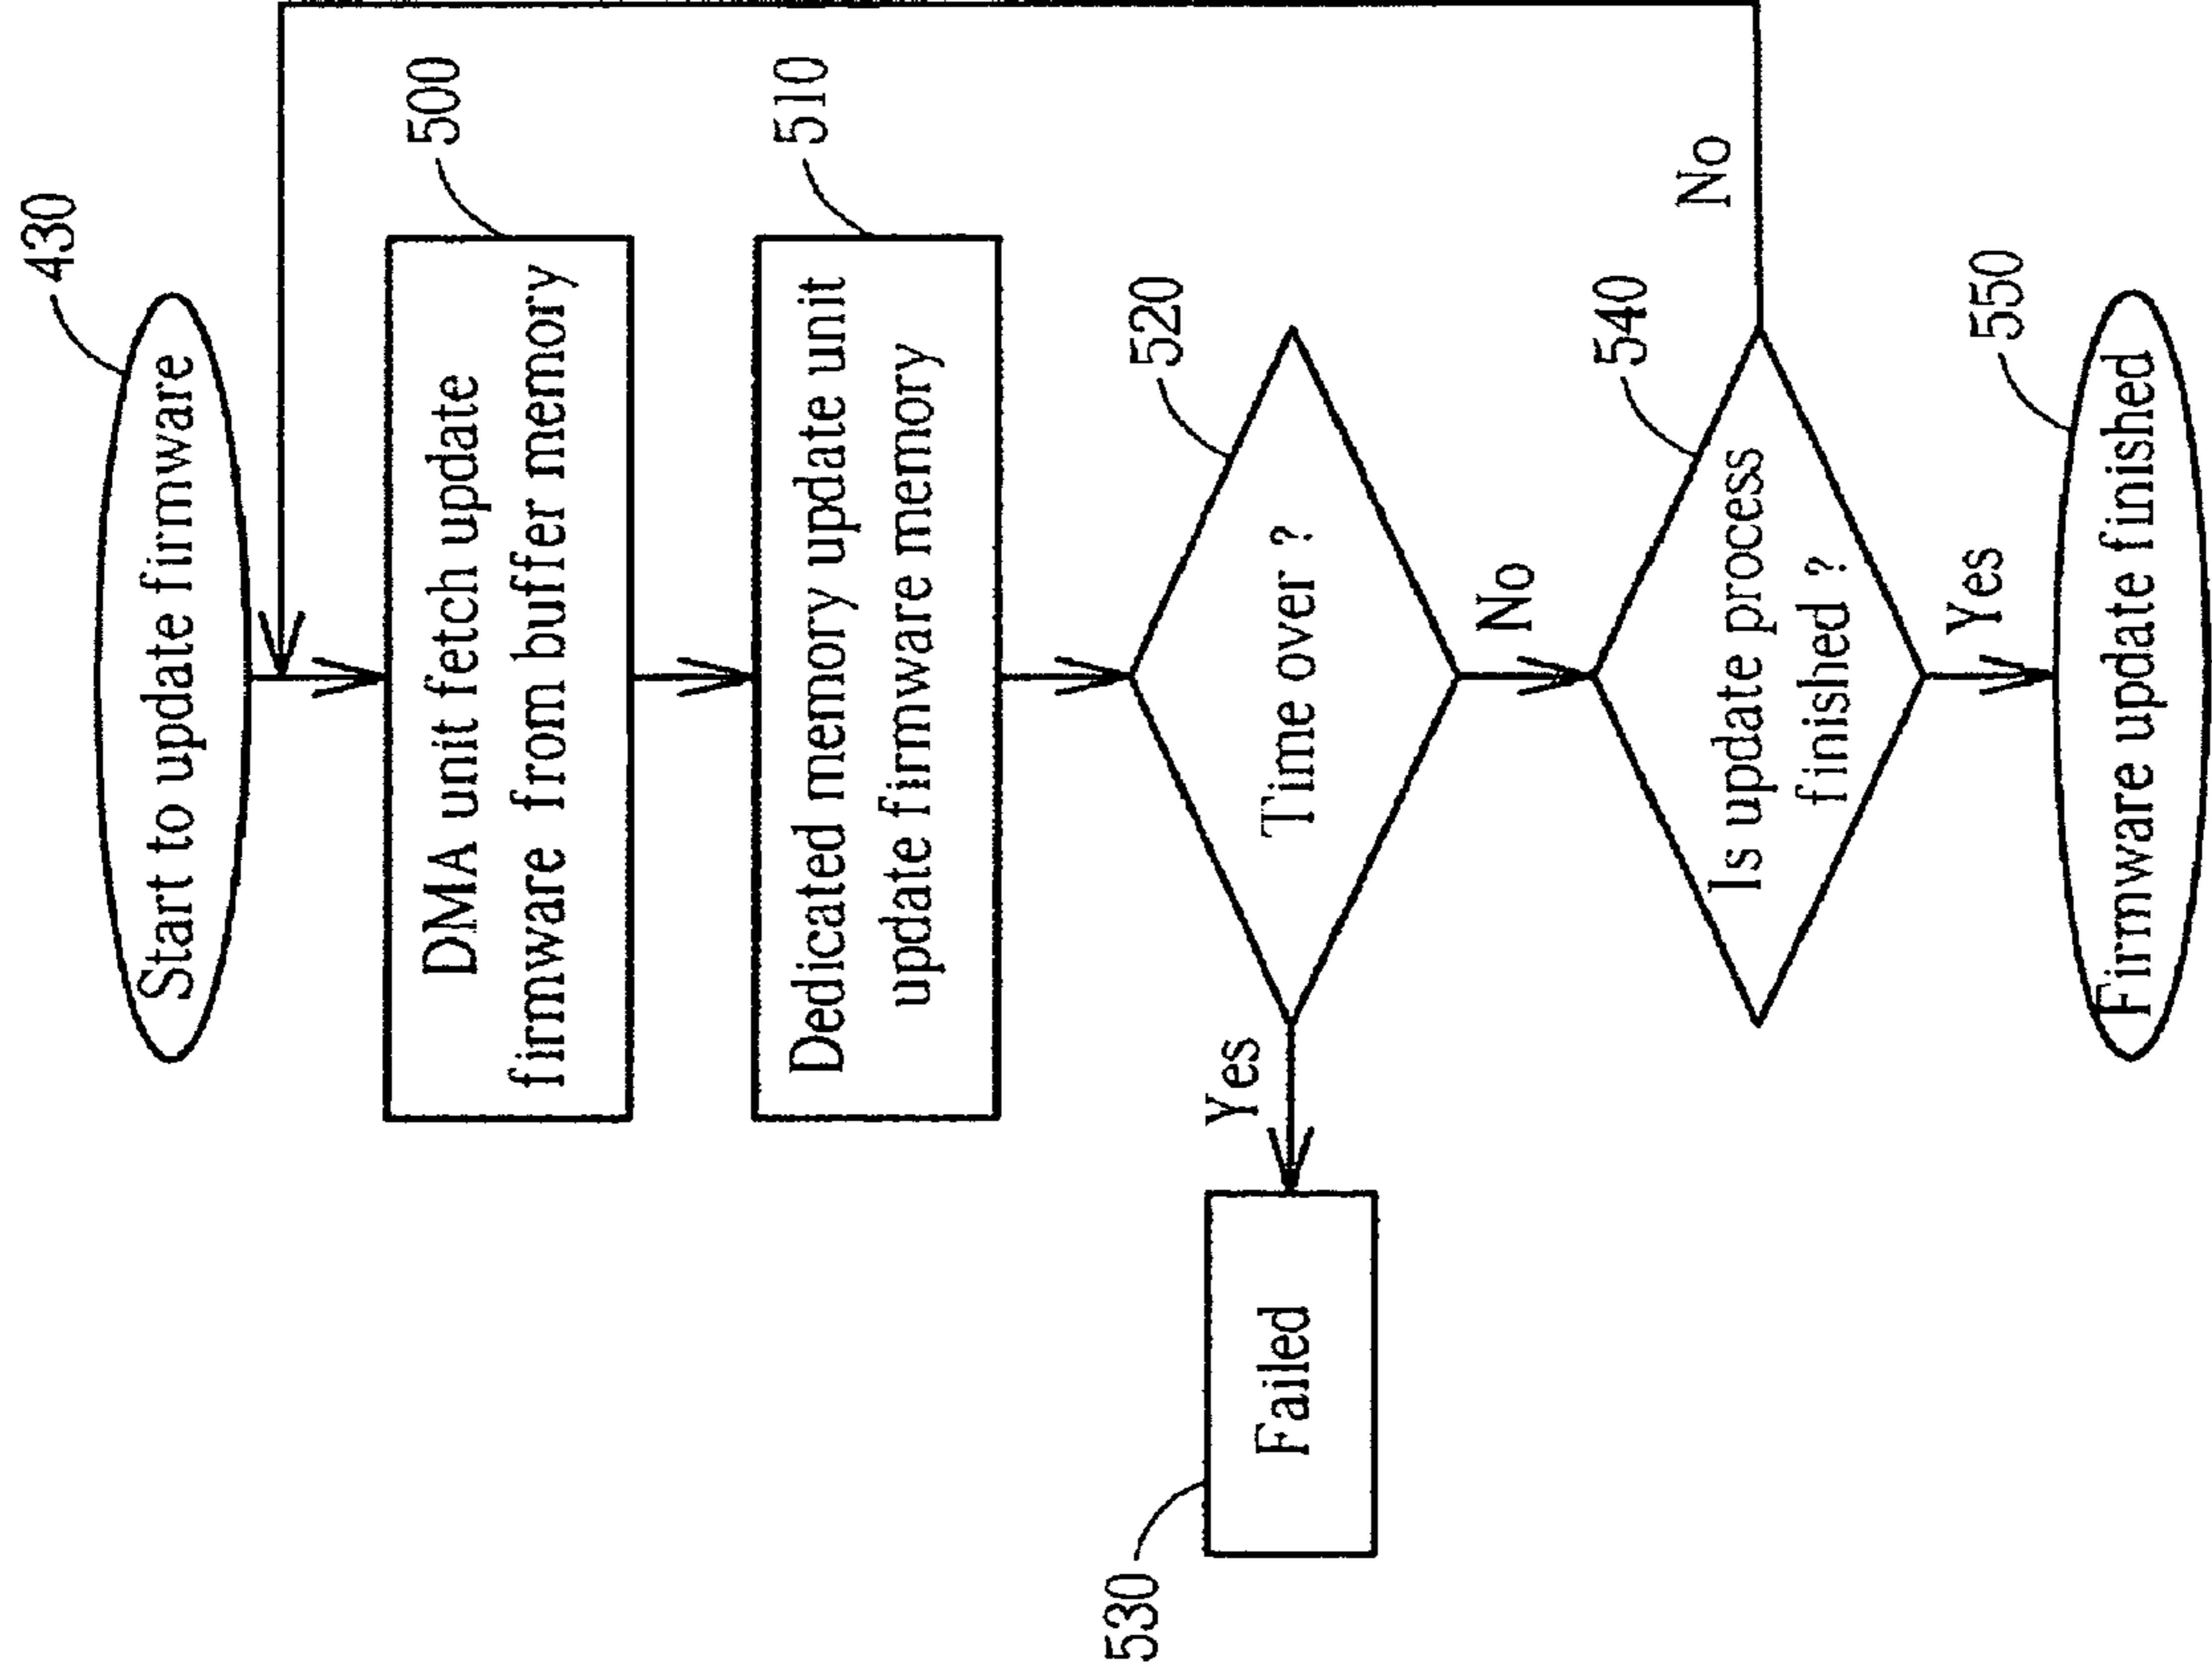 430
Start to update firmware
500
DMA unit fetch update
firmware from buffer memory
510
Dedicated memory update unit
update firmware memory
520
Time over ?
Yes
530
Failed
No
540
Is update process
finished ?
No
Yes
550
Firmware update finished